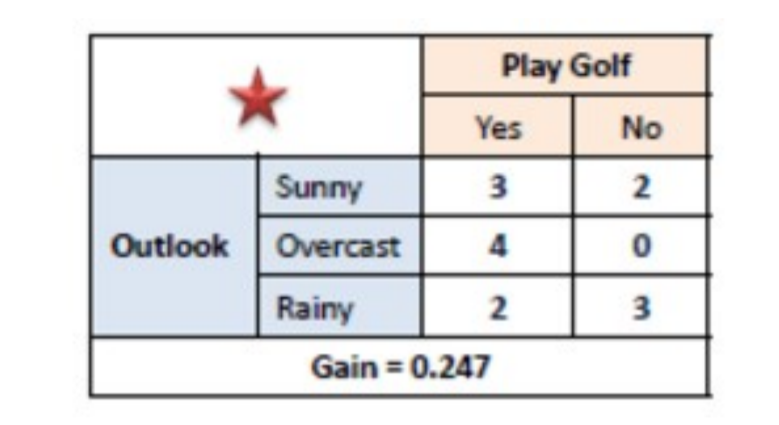 Play Golf
Yes No
Sunny 3 2
Outlook Overcast 4 0
Rainy 2 3
Gain = 0.247